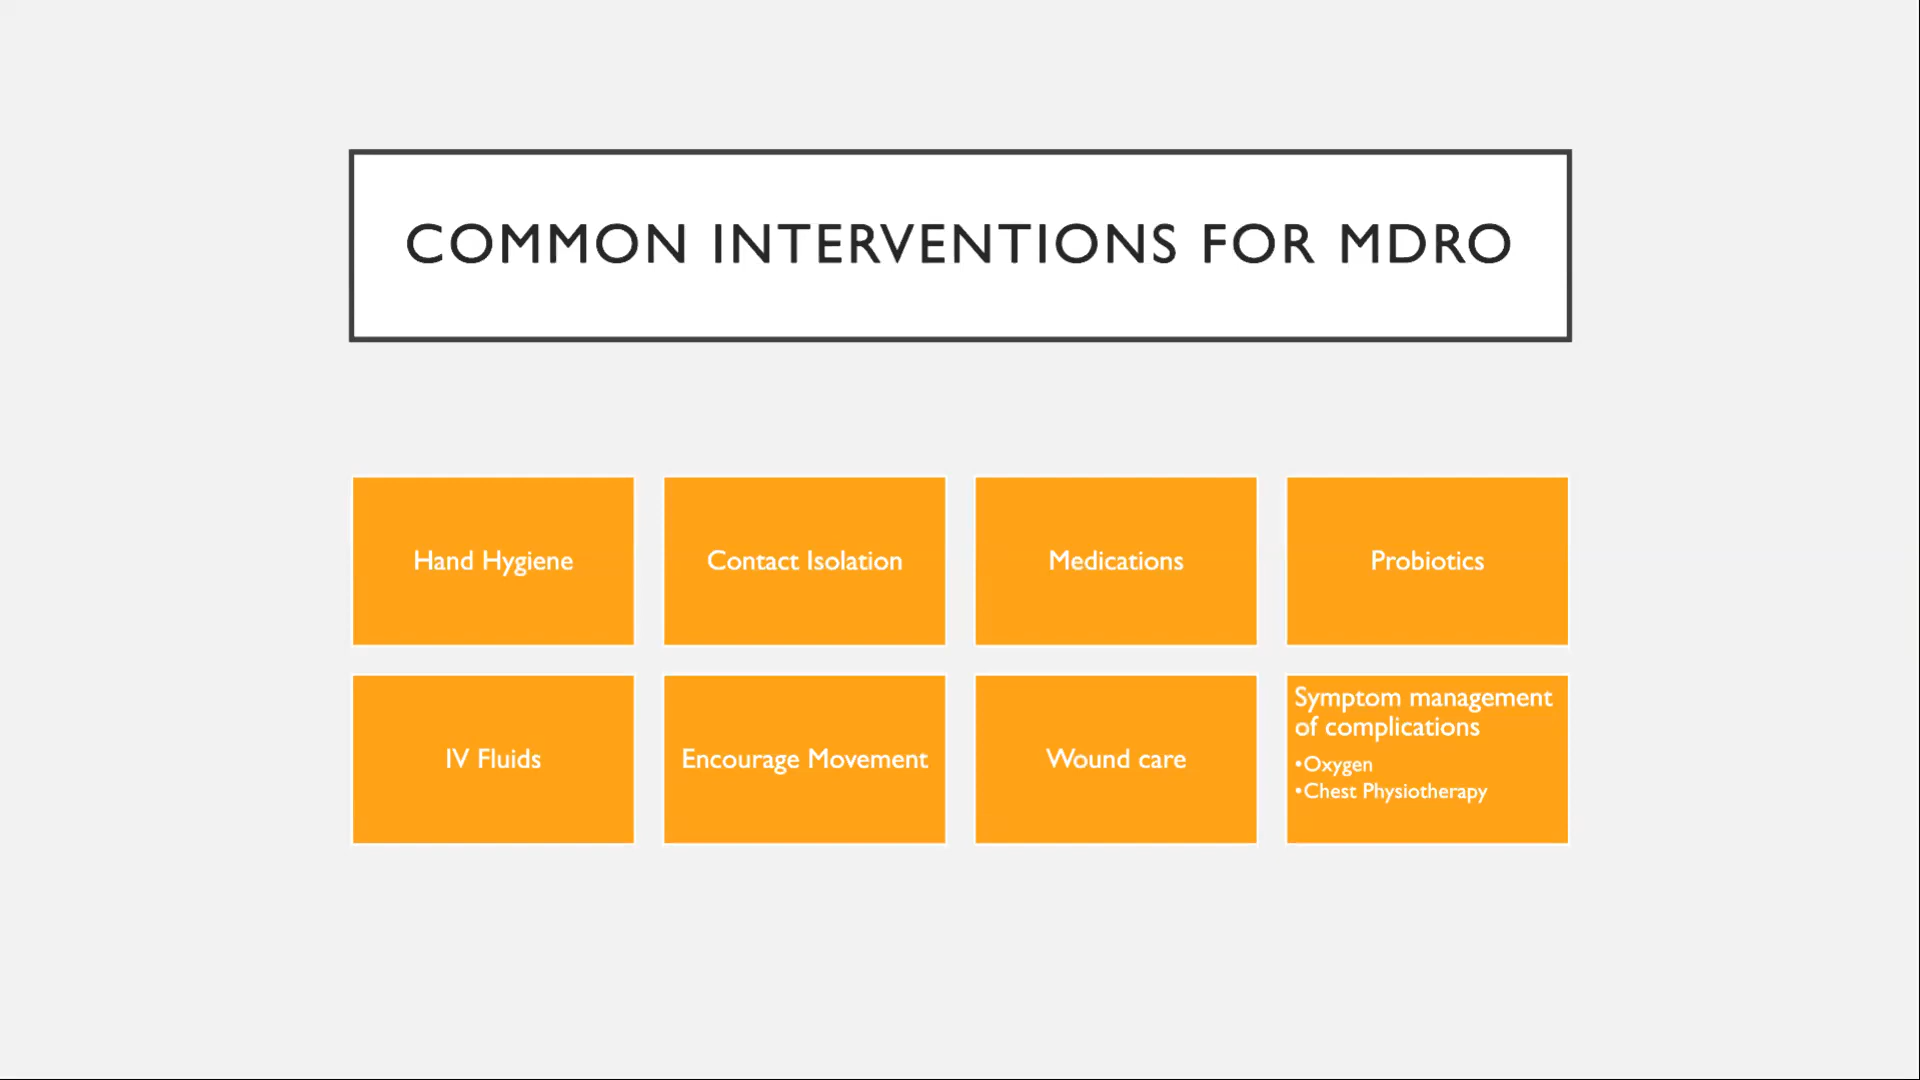 COMMON INTERVENTIONS FOR MDRO
Hand Hygiene
Contact Isolation
Medications
Probiotics
IV Fluids
Encourage Movement
Wound care
Symptom management
of complications
•Oxygen
•Chest Physiotherapy